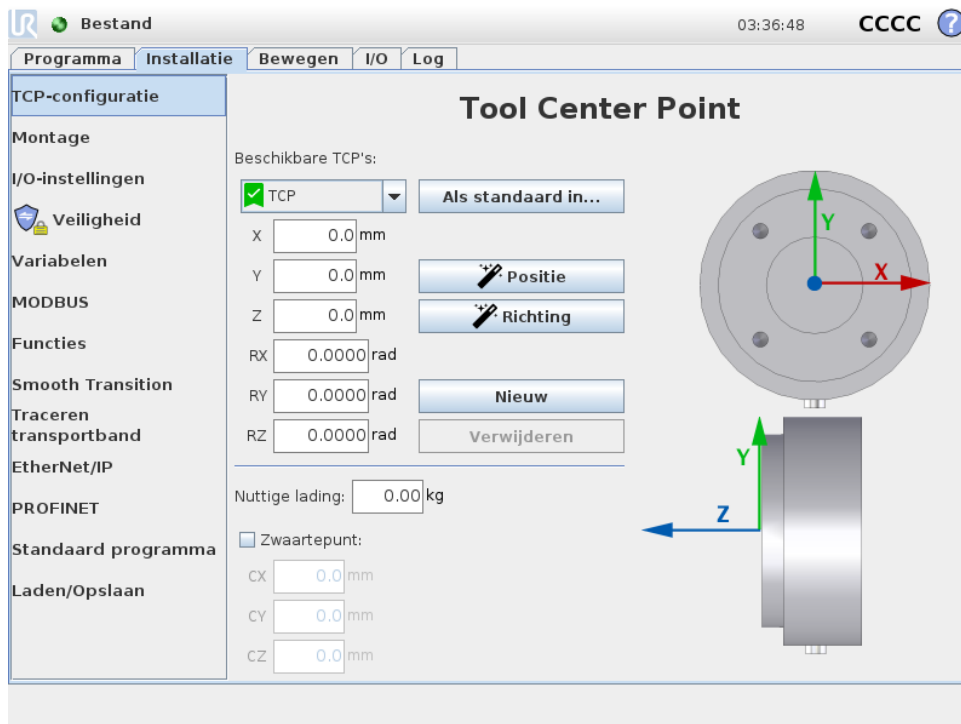 UR Bestand 03:36:48 CCCC ?
Programma Installatie Bewegen I/O Log
TCP-configuratie
Montage
I/O-instellingen
Veiligheid
Variabelen
MODBUS
Functies
Smooth Transition
Traceren
transportband
EtherNet/IP
PROFINET
Standaard programma
Laden/Opslaan
Tool Center Point
Beschikbare TCP's:
TCP Als standaard in...
X 0.0 mm
Y 0.0 mm Positie
Z 0.0 mm Richting
RX 0.0000 rad
RY 0.0000 rad Nieuw
RZ 0.0000 rad Verwijderen
Nuttige lading: 0.00 kg
Zwaartepunt:
CX 0.0 mm
CY 0.0 mm
CZ 0.0 mm
Y
X
Y
Z